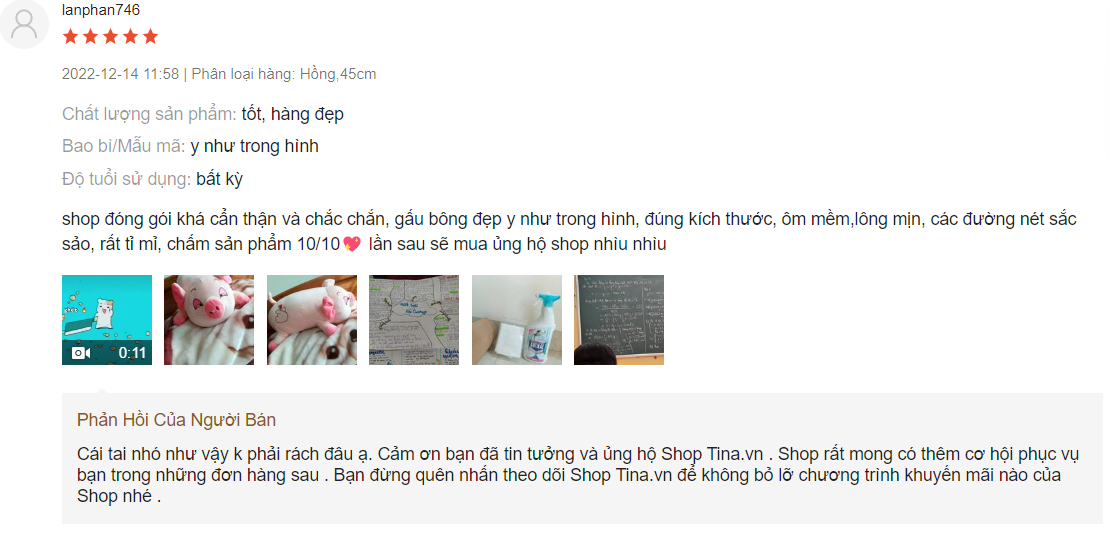 lanphan746
2022-12-14 11:58 | Phân loại hàng: Hồng,45cm
Chất lượng sản phẩm: tốt, hàng đẹp
Bao bì/Mẫu mã: y như trong hình
Độ tuổi sử dụng: bất kỳ
shop đóng gói khá cẩn thận và chắc chắn, gấu bông đẹp y như trong hình, đúng kích thước, ôm mềm,lông mịn, các đường nét sắc
sảo, rất tỉ mỉ, chấm sản phẩm 10/10💖 lần sau sẽ mua ủng hộ shop nhìu nhìu
0:11
Phản Hồi Của Người Bán
Cái tai nhó như vậy k phải rách đâu ạ. Cảm ơn bạn đã tin tưởng và ủng hộ Shop Tina.vn . Shop rất mong có thêm cơ hội phục vụ
bạn trong những đơn hàng sau . Bạn đừng quên nhấn theo dõi Shop Tina.vn để không bỏ lỡ chương trình khuyến mãi nào của
Shop nhé .